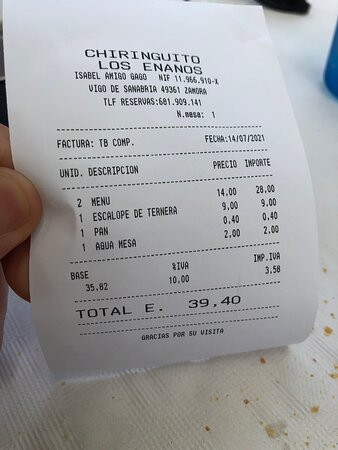 CHIRINGUITO
LOS ENANOS
ISABEL AMIGO GAGO NIF 11.966.910-X
VIGO DE SANABRIA 49361 ZAMORA
TLF RESERVAS:681.909.141
N.mesa: 1
FACTURA: TB COMP. FECHA:14/07/2021
UNID. DESCRIPCION PRECIO IMPORTE
2 MENU 14,00 28,00
1 ESCALOPE DE TERNERA 9,00 9,00
1 PAN 0,40 0,40
1 AGUA MESA 2,00 2,00
BASE %IVA IMP.IVA
35.82 10.00 3.58
TOTAL E. 39,40
GRACIAS POR SU VISITA